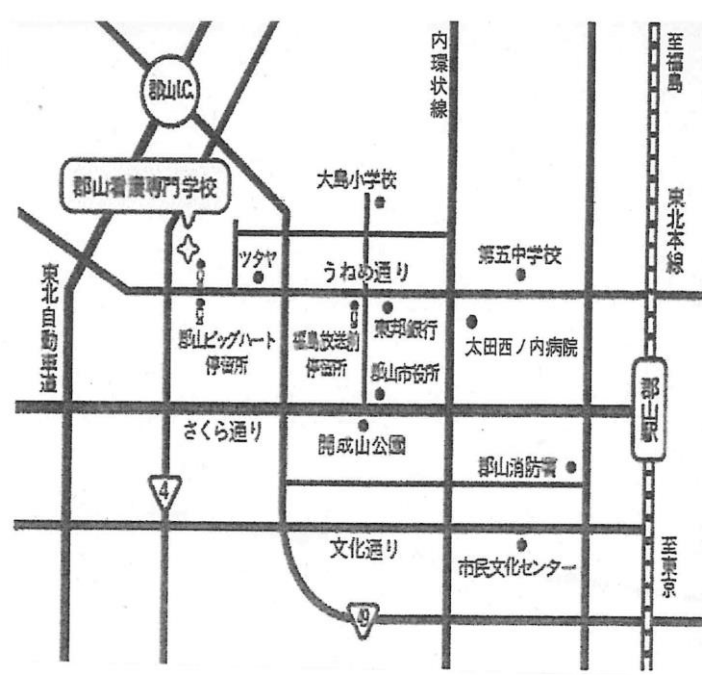 郡山I.C.
内環状線
至福島
郡山看護専門学校
大島小学校
東北本線
ツタヤ
うねめ通り
第五中学校
東北自動車道
郡山ビッグハート
停留所
福島放送前
停留所
東邦銀行
太田西ノ内病院
郡山市役所
郡山駅
さくら通り
開成山公園
郡山消防署
4
文化通り
市民文化センター
至東京
49